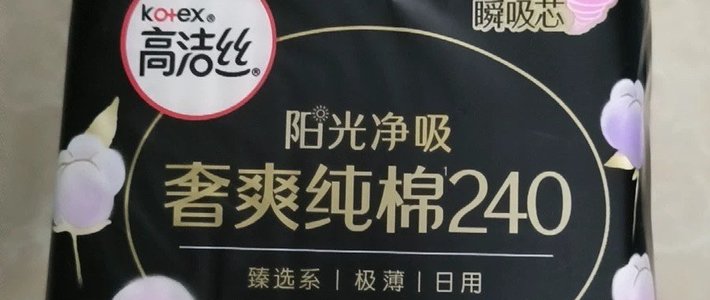 Kotex®
高洁丝®
瞬吸芯
阳光净吸
奢爽纯棉¹240
臻选系 | 极薄 | 日用